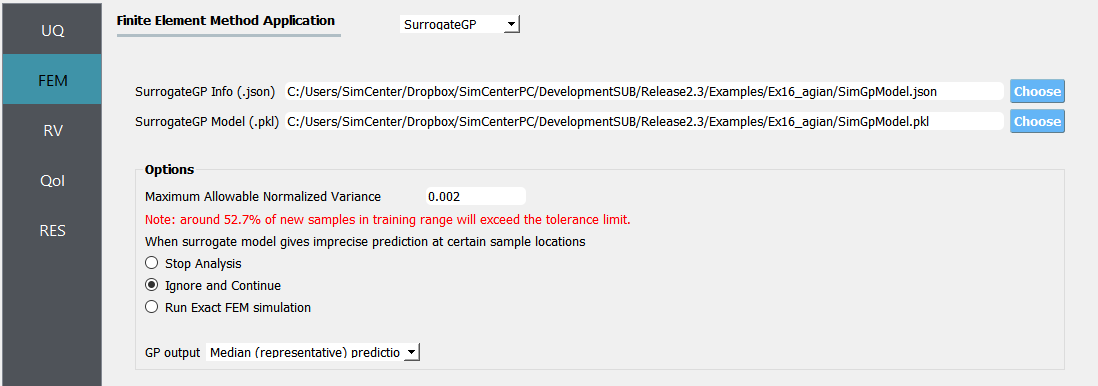 UQ
FEM
RV
QoI
RES
Finite Element Method Application
SurrogateGP
SurrogateGP Info (.json) C:/Users/SimCenter/Dropbox/SimCenterPC/DevelopmentSUB/Release2.3/Examples/Ex16_agian/SimGpModel.json Choose
SurrogateGP Model (.pkl) C:/Users/SimCenter/Dropbox/SimCenterPC/DevelopmentSUB/Release2.3/Examples/Ex16_agian/SimGpModel.pkl Choose
Options
Maximum Allowable Normalized Variance 0.002
Note: around 52.7% of new samples in training range will exceed the tolerance limit.
When surrogate model gives imprecise prediction at certain sample locations
Stop Analysis
Ignore and Continue
Run Exact FEM simulation
GP output Median (representative) predictio